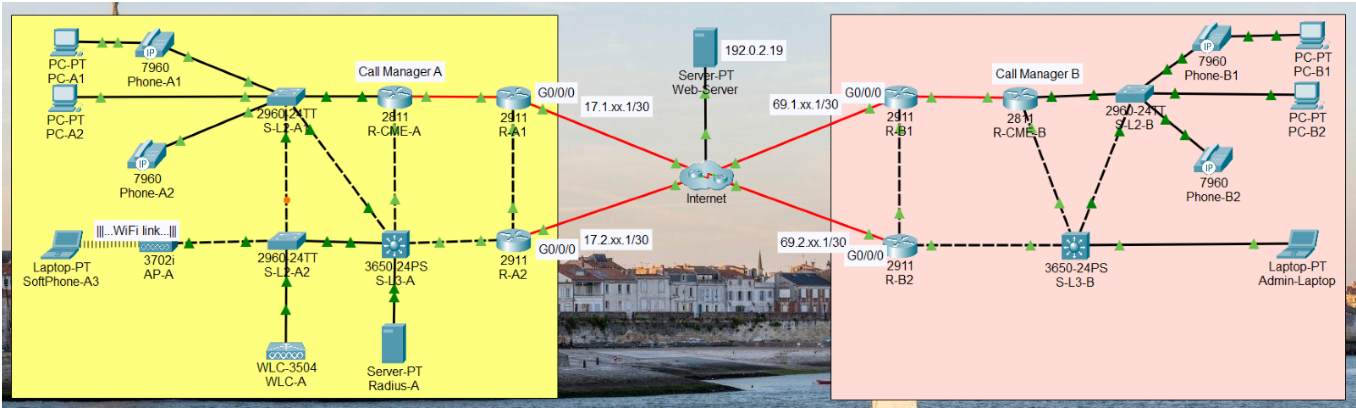 PC-PT
PC-A1
7960
Phone-A1
Call Manager A
PC-PT
PC-A2
2960-24TT
S-L2-A1
2811
R-CME-A
2911
R-A1
G0/0/0
17.1.xx.1/30
7960
Phone-A2
|||...WiFi link...|||
Laptop-PT
SoftPhone-A3
3702i
AP-A
2960-24TT
S-L2-A2
3650-24PS
S-L3-A
2911
R-A2
G0/0/0
17.2.xx.1/30
WLC-3504
WLC-A
Server-PT
Radius-A
192.0.2.19
Server-PT
Web-Server
Internet
69.1.xx.1/30
G0/0/0
2911
R-B1
Call Manager B
2811
R-CME-B
2960-24TT
S-L2-B
7960
Phone-B1
PC-PT
PC-B1
PC-PT
PC-B2
7960
Phone-B2
69.2.xx.1/30
G0/0/0
2911
R-B2
3650-24PS
S-L3-B
Laptop-PT
Admin-Laptop
IP
IP
IP
IP